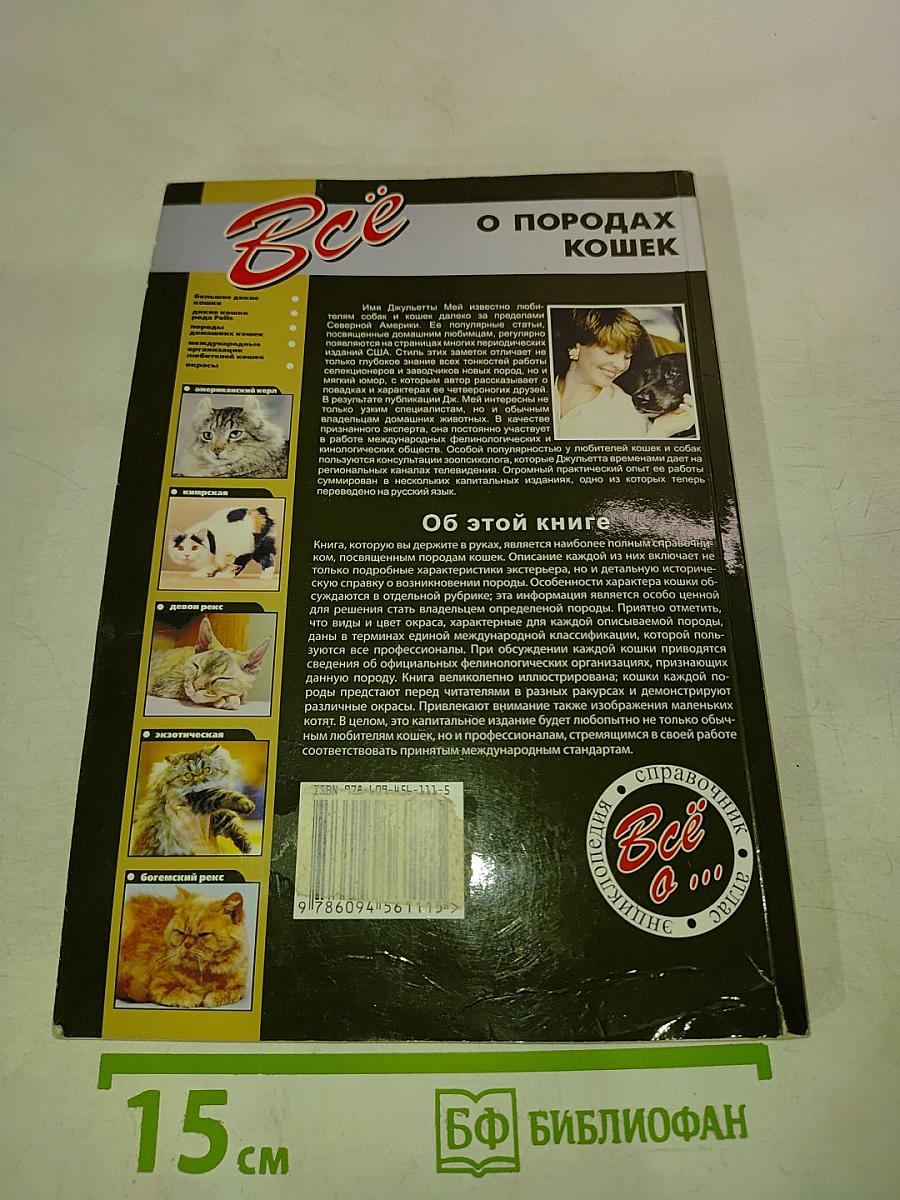 Всё
О ПОРОДАХ
КОШЕК
большие дикие
кошки
дикие кошки
рода Felis
породы
домашних кошек
международные
организации
любителей кошек
окрасы
американский керл
кимрская
девон рекс
экзотическая
богемский рекс
Имя Джульетты Мей известно люби-
телям собак и кошек далеко за пределами
Северной Америки. Ее популярные статьи,
посвященные домашним любимцам, регулярно
появляются на страницах многих периодических
изданий США. Стиль этих заметок отличает не
только глубокое знание всех тонкостей работы
селекционеров и заводчиков новых пород, но и
мягкий юмор, с которым автор рассказывает о
повадках и характерах ее четвероногих друзей.
В результате публикации Дж. Мей интересны не
только узким специалистам, но и обычным
владельцам домашних животных. В качестве
признанного эксперта, она постоянно участвует
в работе международных фелинологических и
кинологических обществ. Особой популярностью у любителей кошек и собак
пользуются консультации зоопсихолога, которые Джульетта временами дает на
региональных каналах телевидения. Огромный практический опыт ее работы
суммирован в нескольких капитальных изданиях, одно из которых теперь
переведено на русский язык.
Об этой книге
Книга, которую вы держите в руках, является наиболее полным справочни-
ком, посвященным породам кошек. Описание каждой из них включает не
только подробные характеристики экстерьера, но и детальную историче-
скую справку о возникновении породы. Особенности характера кошки об-
суждаются в отдельной рубрике; эта информация является особо ценной
для решения стать владельцем определеной породы. Приятно отметить,
что виды и цвет окраса, характерные для каждой описываемой породы,
даны в терминах единой международной классификации, которой поль-
зуются все профессионалы. При обсуждении каждой кошки приводятся
сведения об официальных фелинологических организациях, признающих
данную породу. Книга великолепно иллюстрирована; кошки каждой по-
роды предстают перед читателями в разных ракурсах и демонстрируют
различные окрасы. Привлекают внимание также изображения маленьких
котят. В целом, это капитальное издание будет любопытно не только обыч-
ным любителям кошек, но и профессионалам, стремящимся в своей работе
соответствовать принятым международным стандартам.
ISBN 978-609-456-111-5
9 786094 561115 >
энциклопедия • справочник • атлас •
Всё
о ...
15 см
БФ БИБЛИОФАН